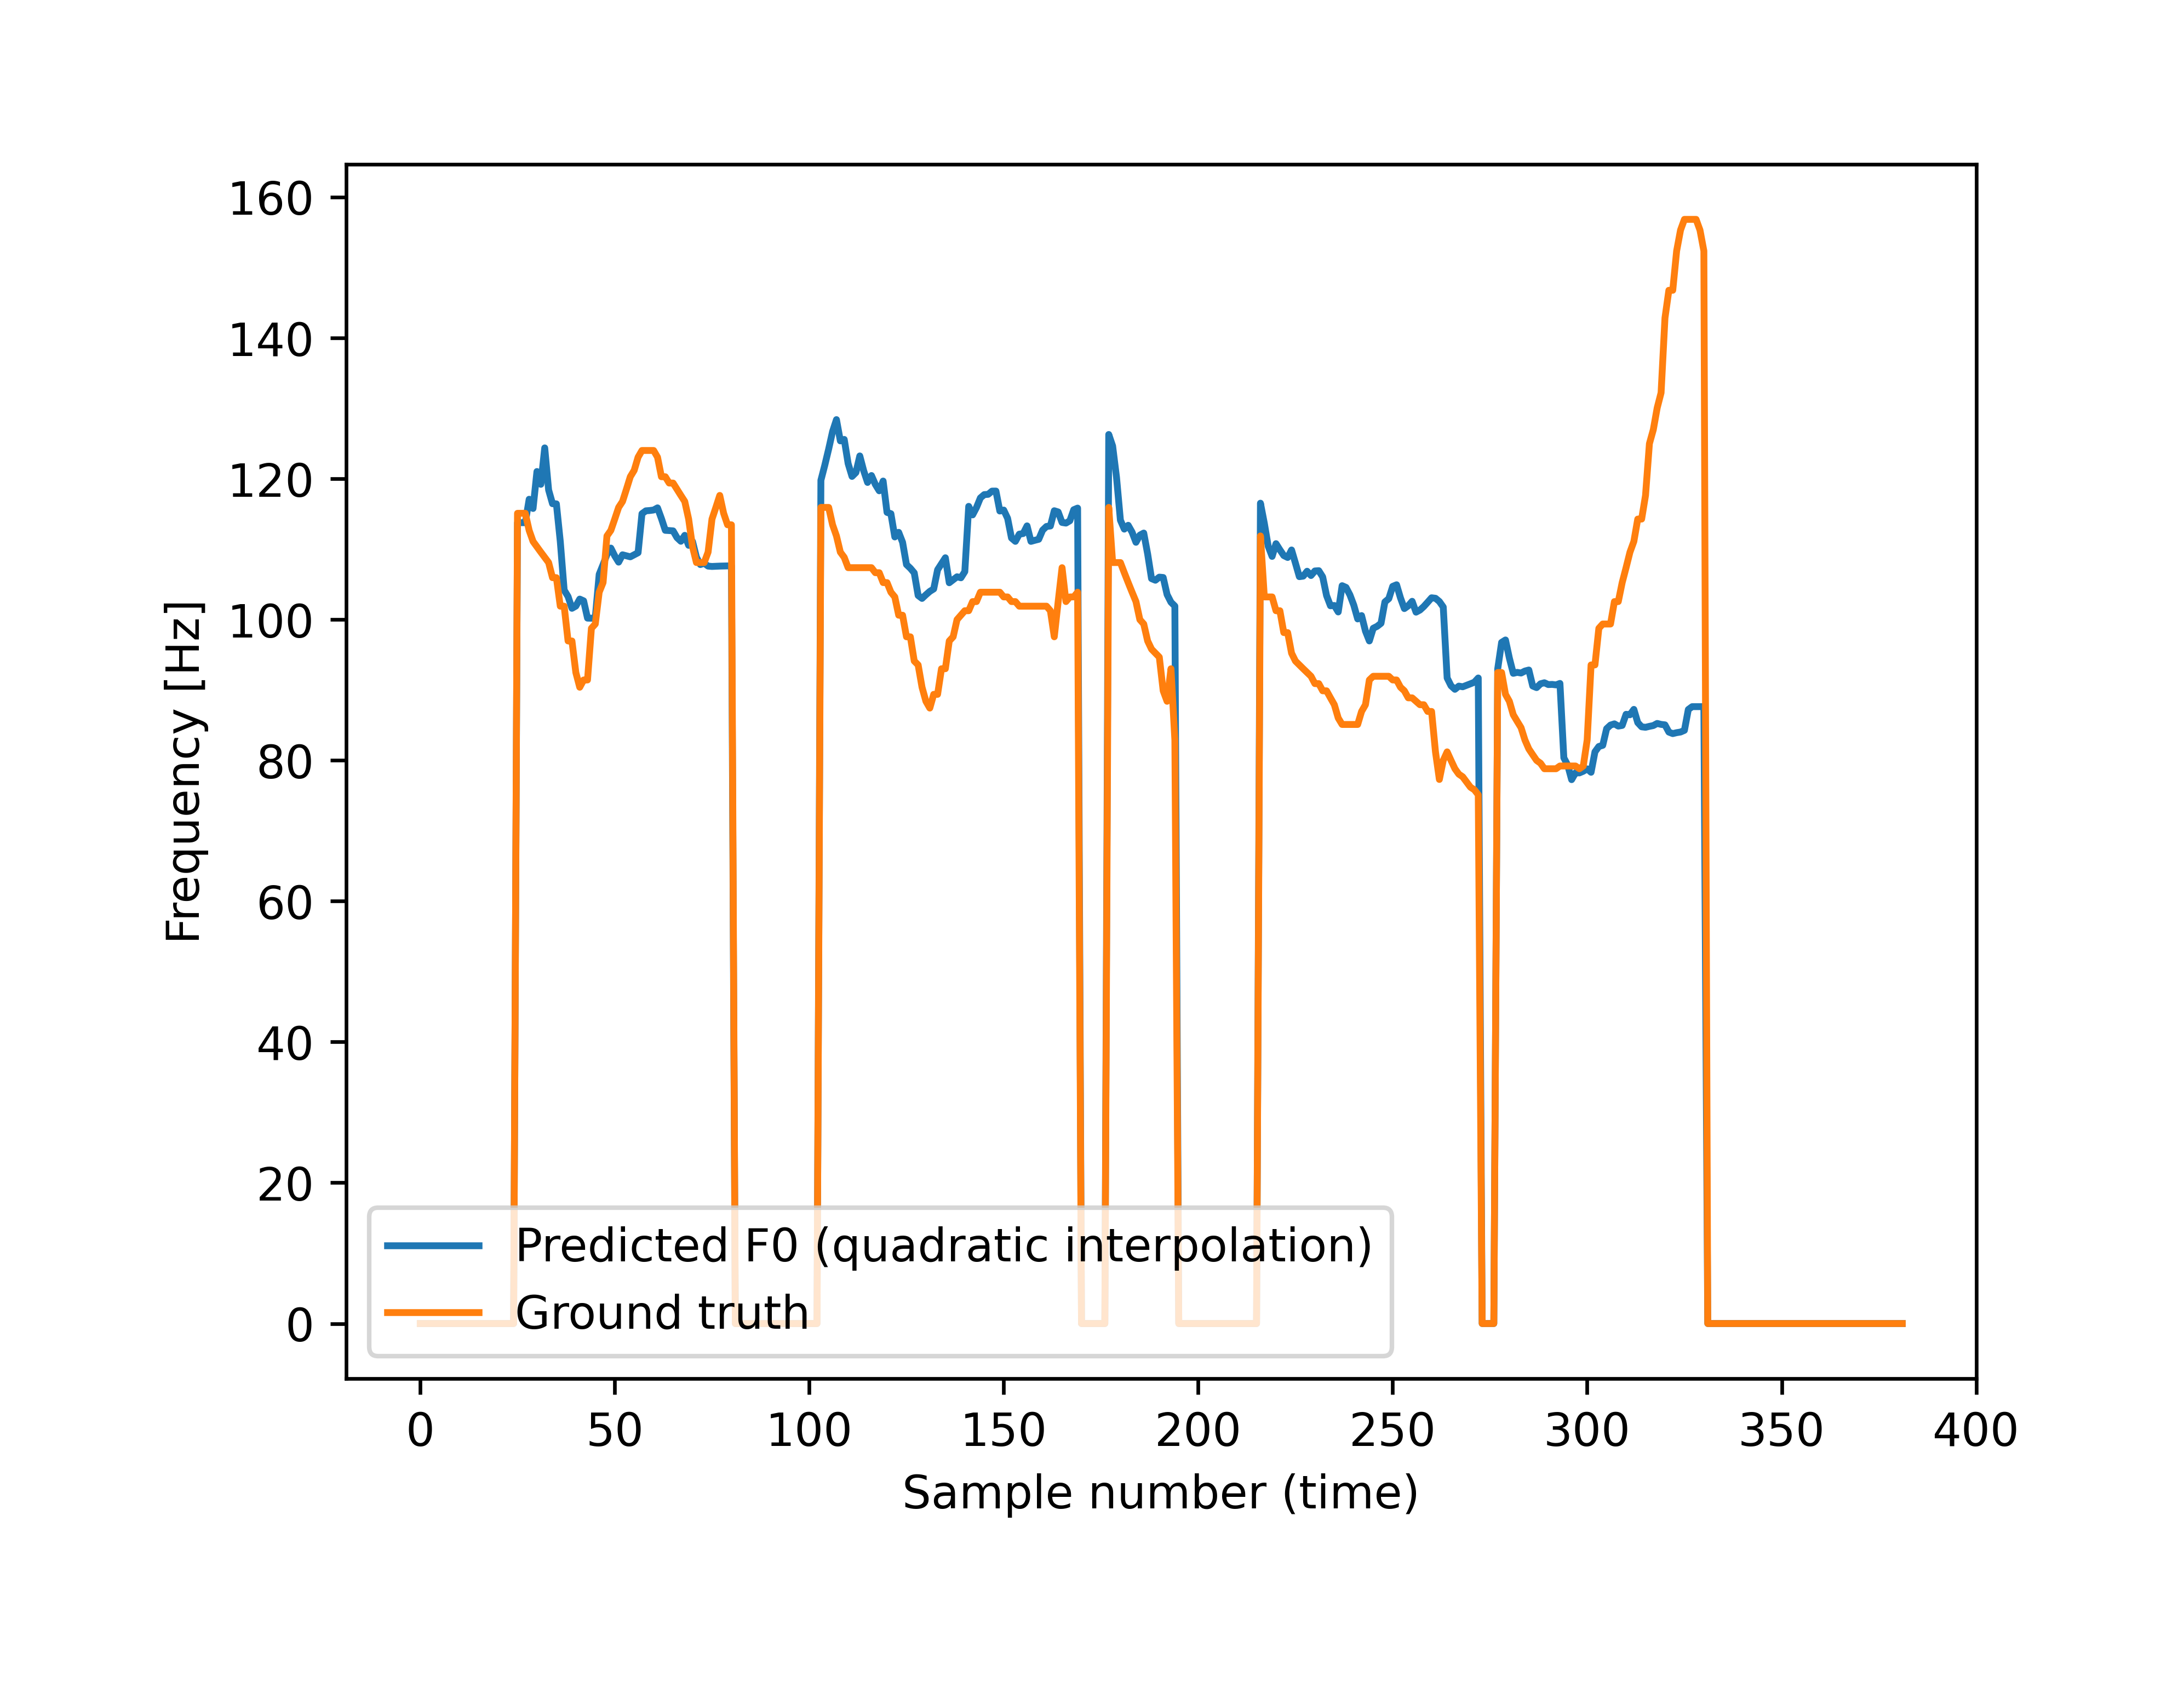 160
140
120
100
80
60
40
20
0
Frequency [Hz]
Predicted F0 (quadratic interpolation)
Ground truth
0 50 100 150 200 250 300 350 400
Sample number (time)